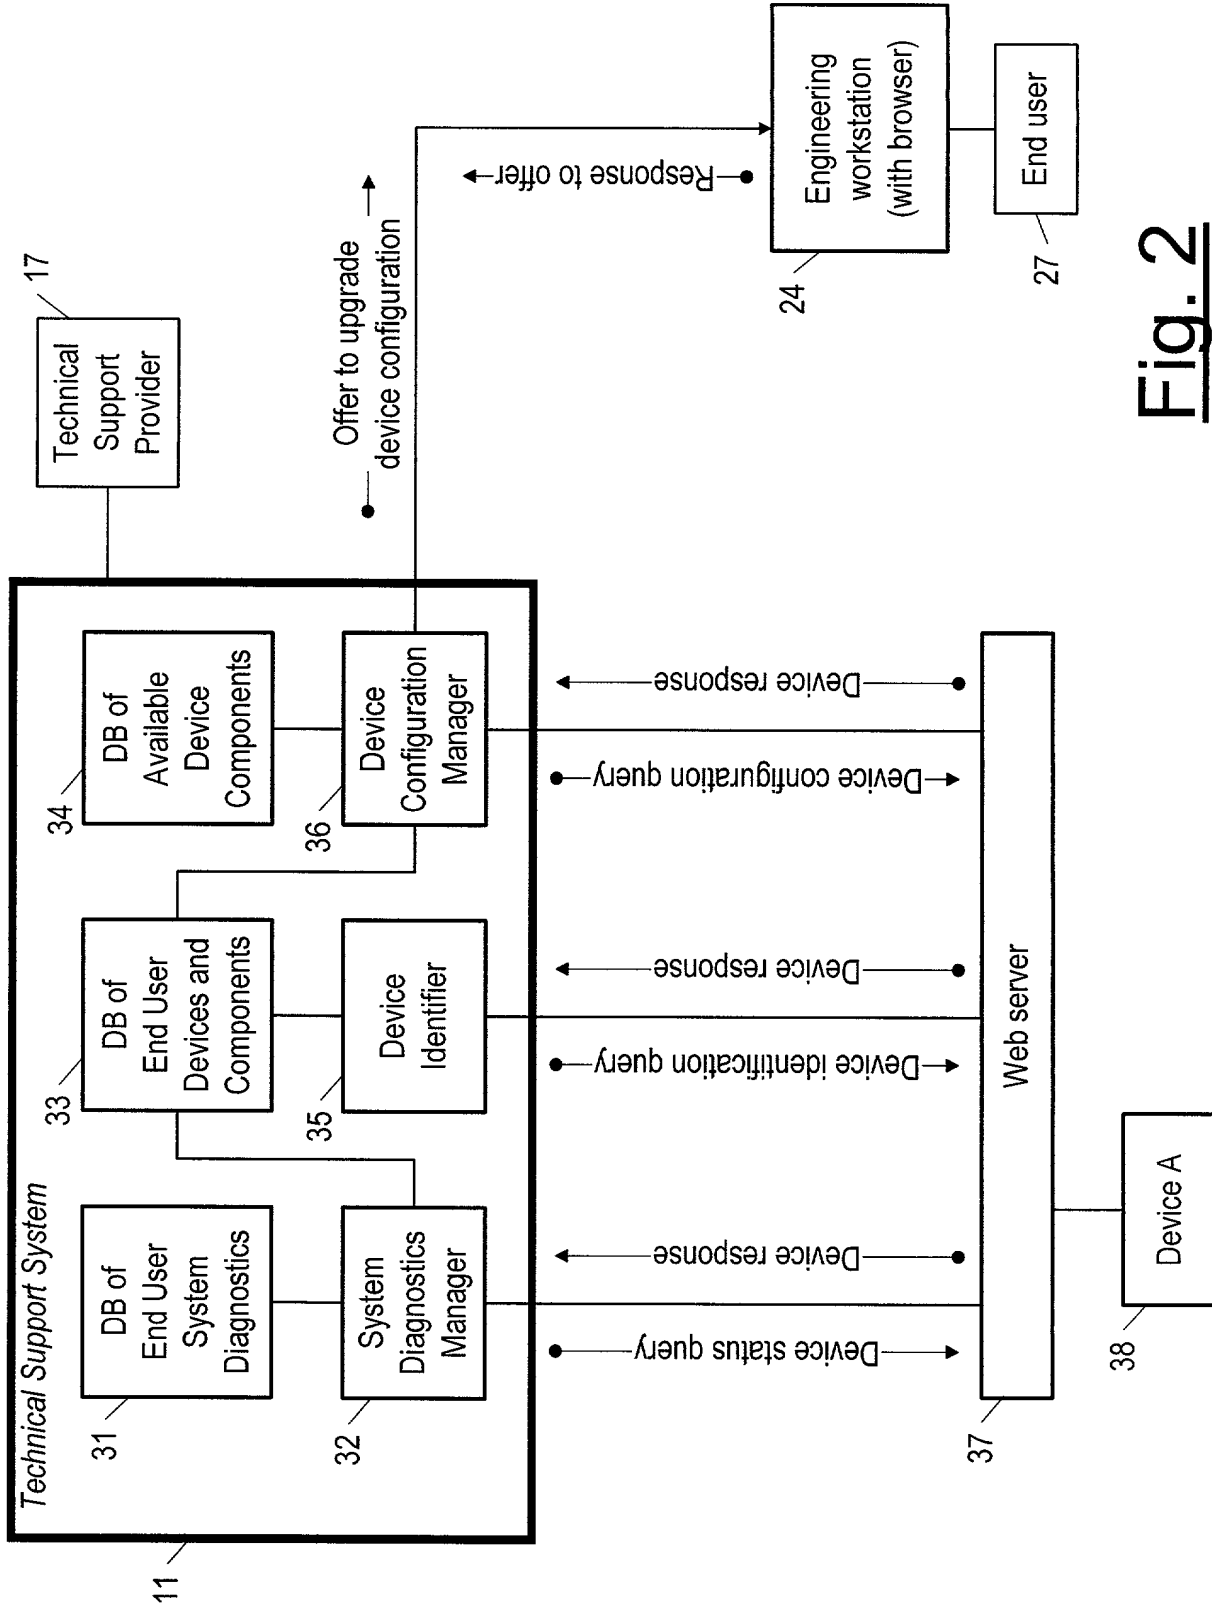 Technical Support System
11
DB of
End User
System
Diagnostics
31
DB of
End User
Devices and
Components
33
DB of
Available
Device
Components
34
System
Diagnostics
Manager
32
Device
Identifier
35
Device
Configuration
Manager
36
Technical
Support
Provider
17
Offer to upgrade
device configuration
Response to offer
Engineering
workstation
(with browser)
24
End user
27
Device status query
Device response
Device identification query
Device response
Device configuration query
Device response
Web server
37
Device A
38
Fig. 2